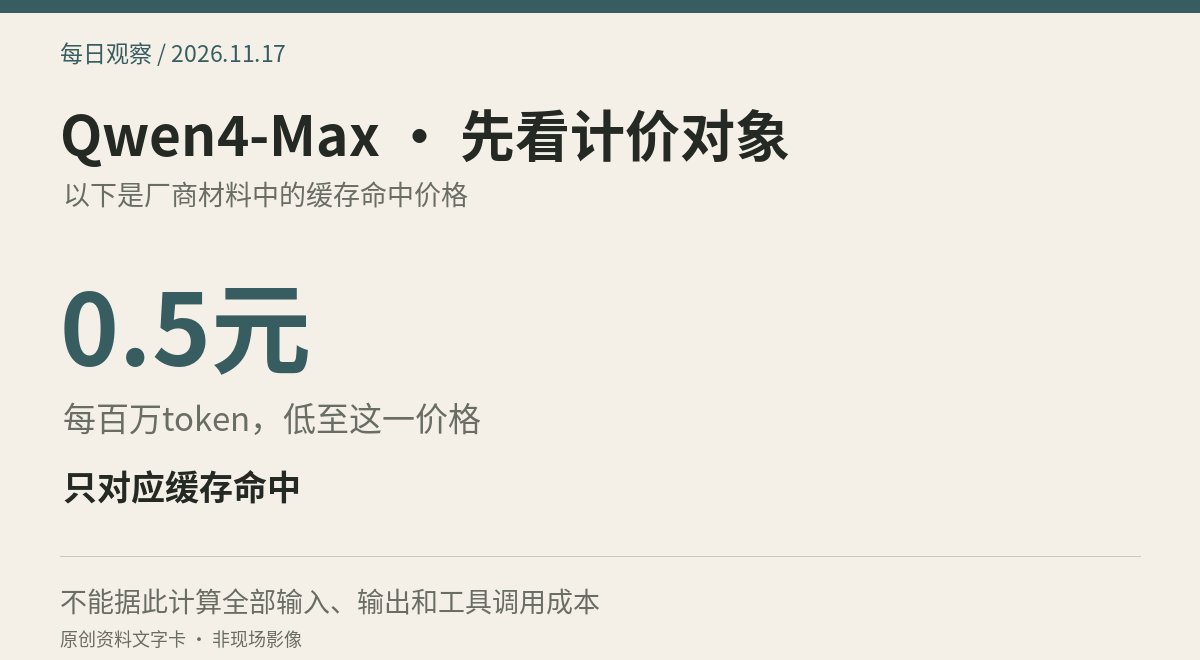 每日观察 / 2026.11.17
Qwen4-Max · 先看计价对象
以下是厂商材料中的缓存命中价格
0.5元
每百万token，低至这一价格
只对应缓存命中
不能据此计算全部输入、输出和工具调用成本
原创资料文字卡 · 非现场影像